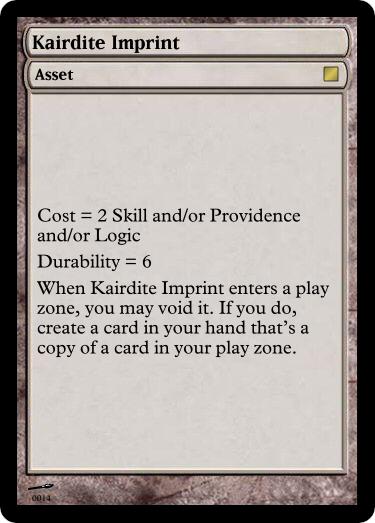 Kairdite Imprint
Asset
Cost = 2 Skill and/or Providence
and/or Logic
Durability = 6
When Kairdite Imprint enters a play
zone, you may void it. If you do,
create a card in your hand that's a
copy of a card in your play zone.
0014